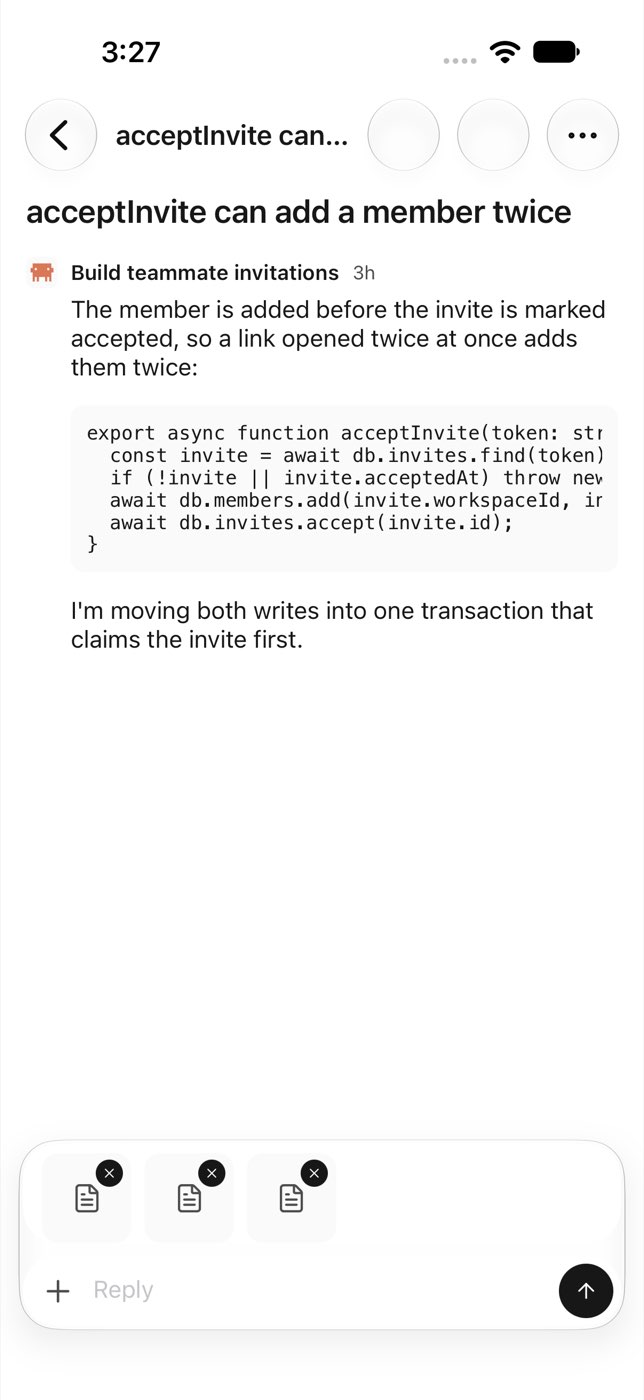 3:27
acceptInvite can...
acceptInvite can add a member twice
Build teammate invitations 3h
The member is added before the invite is marked
accepted, so a link opened twice at once adds
them twice:
export async function acceptInvite(token: str
  const invite = await db.invites.find(token)
  if (!invite || invite.acceptedAt) throw new
  await db.members.add(invite.workspaceId, in
  await db.invites.accept(invite.id);
}
I'm moving both writes into one transaction that
claims the invite first.
Reply